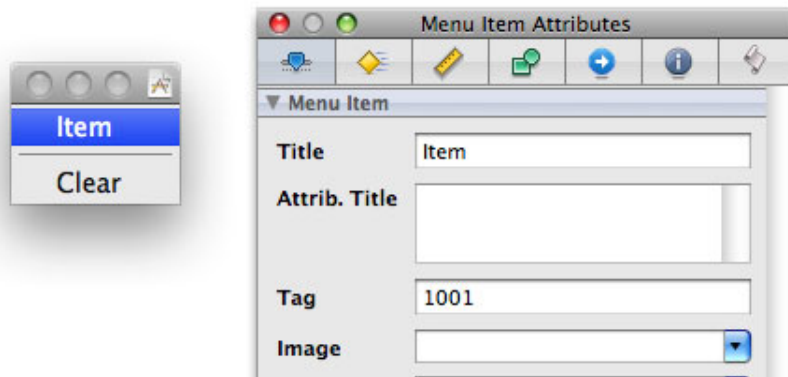 Item
Clear
Menu Item Attributes
Menu Item
Title Item
Attrib. Title
Tag 1001
Image